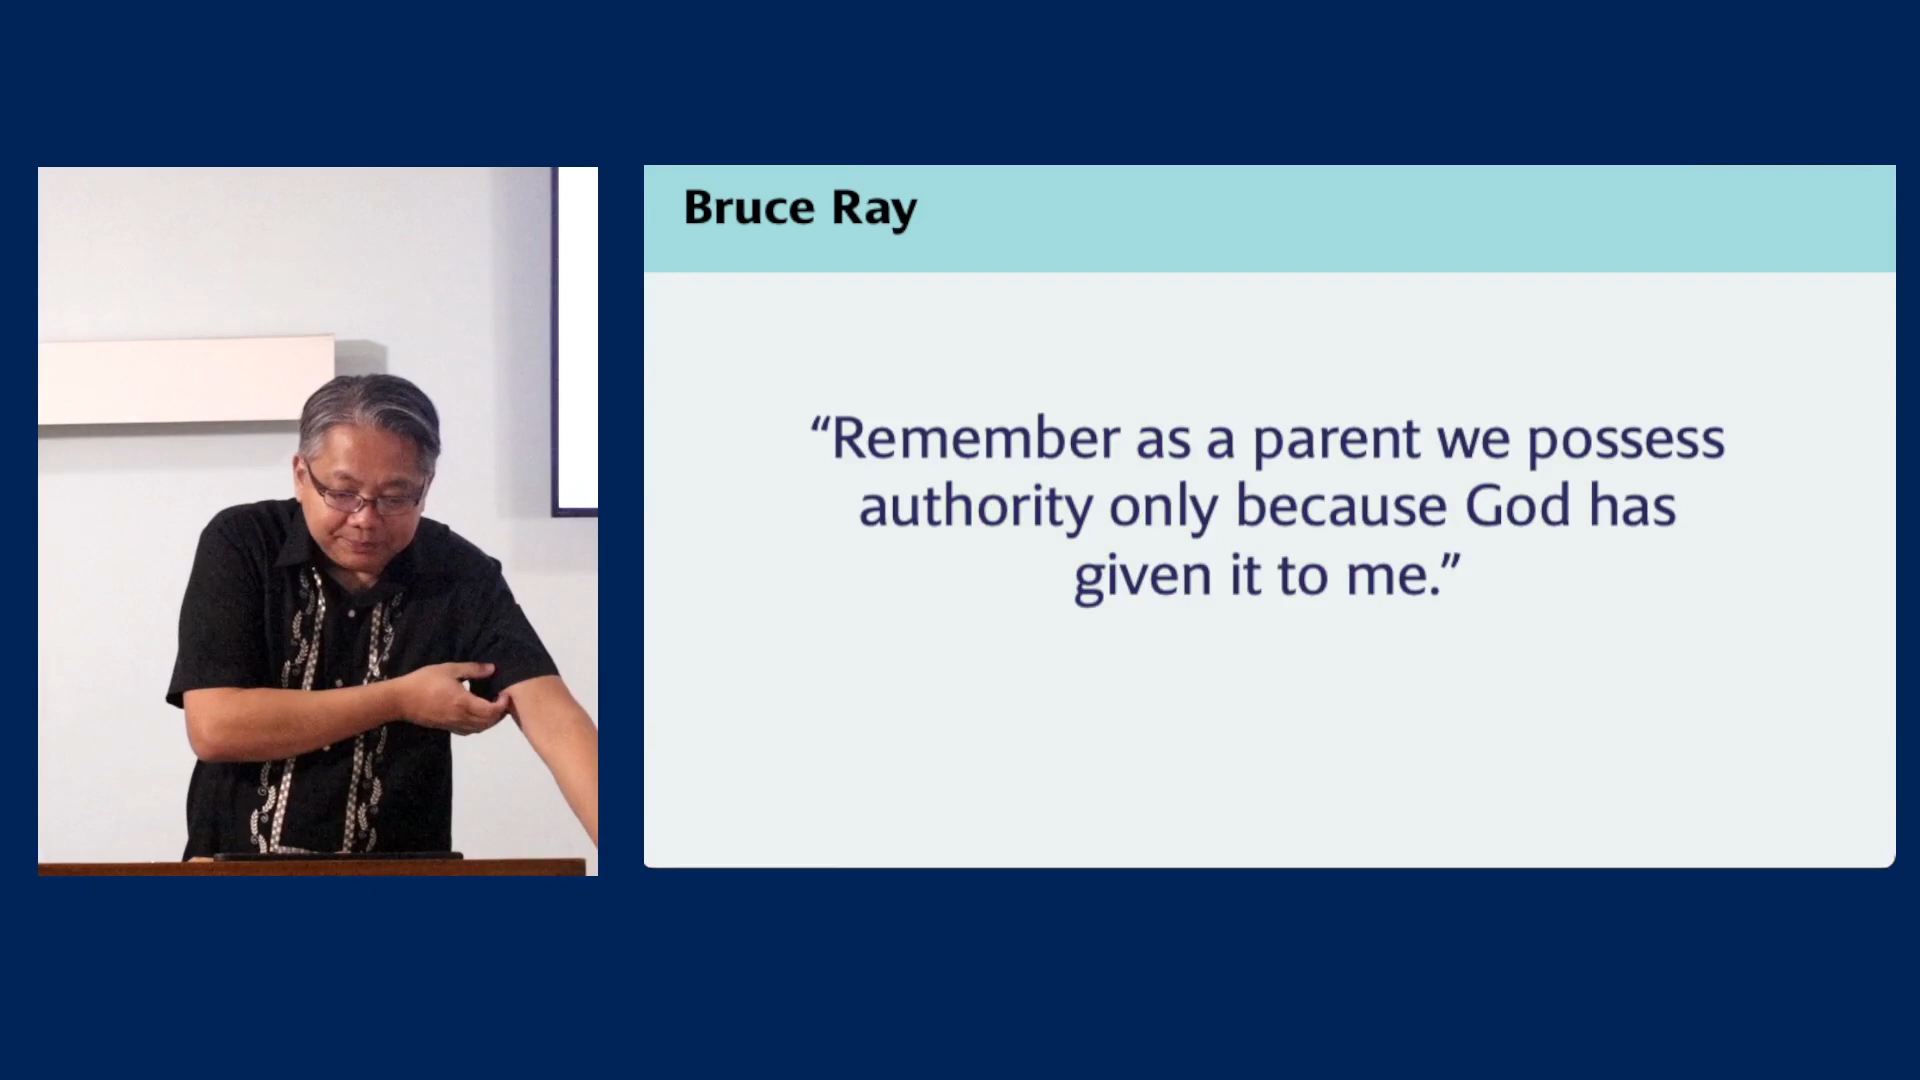 Bruce Ray
“Remember as a parent we possess
authority only because God has
given it to me.”